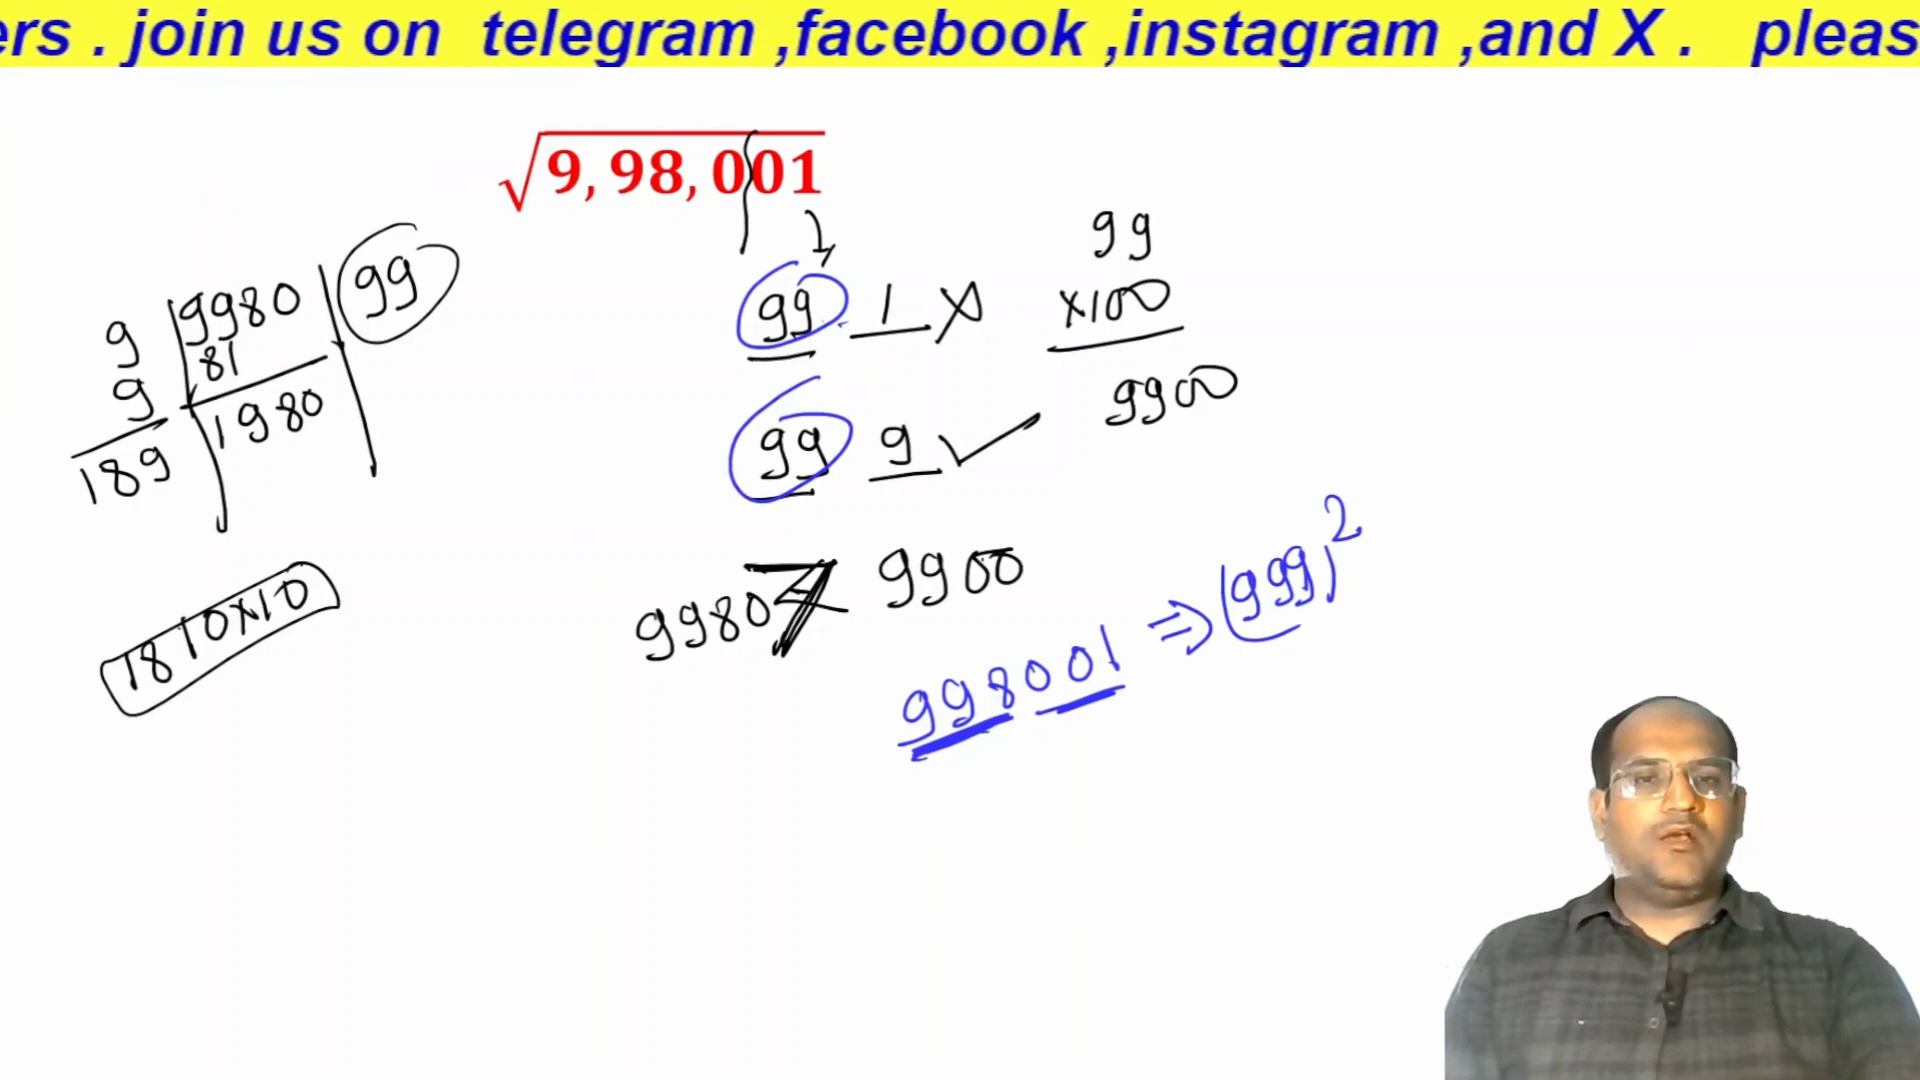 ers . join us on telegram ,facebook ,instagram ,and X . pleas
√9,98,001
9 9980 99
9 81
189 1980
1810×10
99 1 ×
99 9 ✓
99
×100
9900
9980 > 9900
998001 ⇒ (999)²